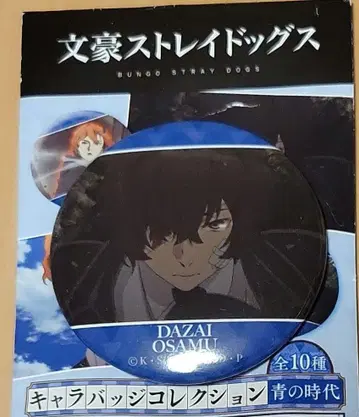 文豪ストレイドッグス
BUNGO STRAY DOGS
DAZAI
OSAMU
全10種
キャラバッジコレクション 青の時代